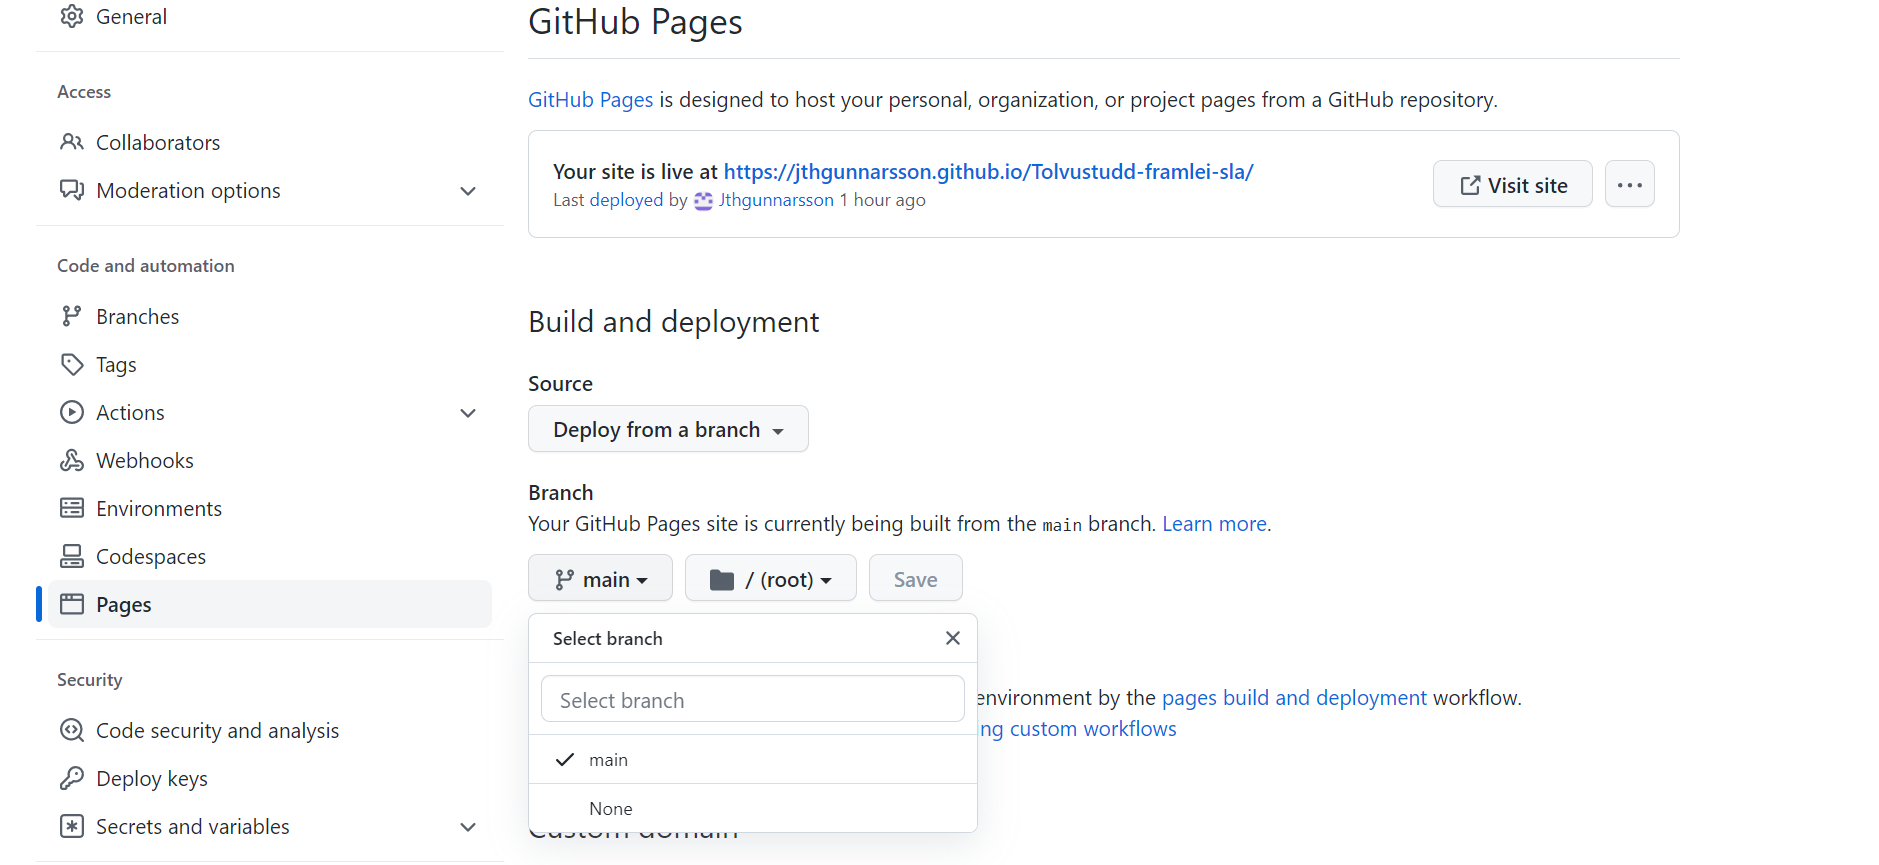 General
Access
Collaborators
Moderation options
Code and automation
Branches
Tags
Actions
Webhooks
Environments
Codespaces
Pages
Security
Code security and analysis
Deploy keys
Secrets and variables
GitHub Pages
GitHub Pages is designed to host your personal, organization, or project pages from a GitHub repository.
Your site is live at https://jthgunnarsson.github.io/Tolvustudd-framlei-sla/
Last deployed by Jthgunnarsson 1 hour ago
Visit site
Build and deployment
Source
Deploy from a branch
Branch
Your GitHub Pages site is currently being built from the main branch. Learn more.
main
/ (root)
Save
Select branch
Select branch
main
None
environment by the pages build and deployment workflow.
ng custom workflows
Custom domain